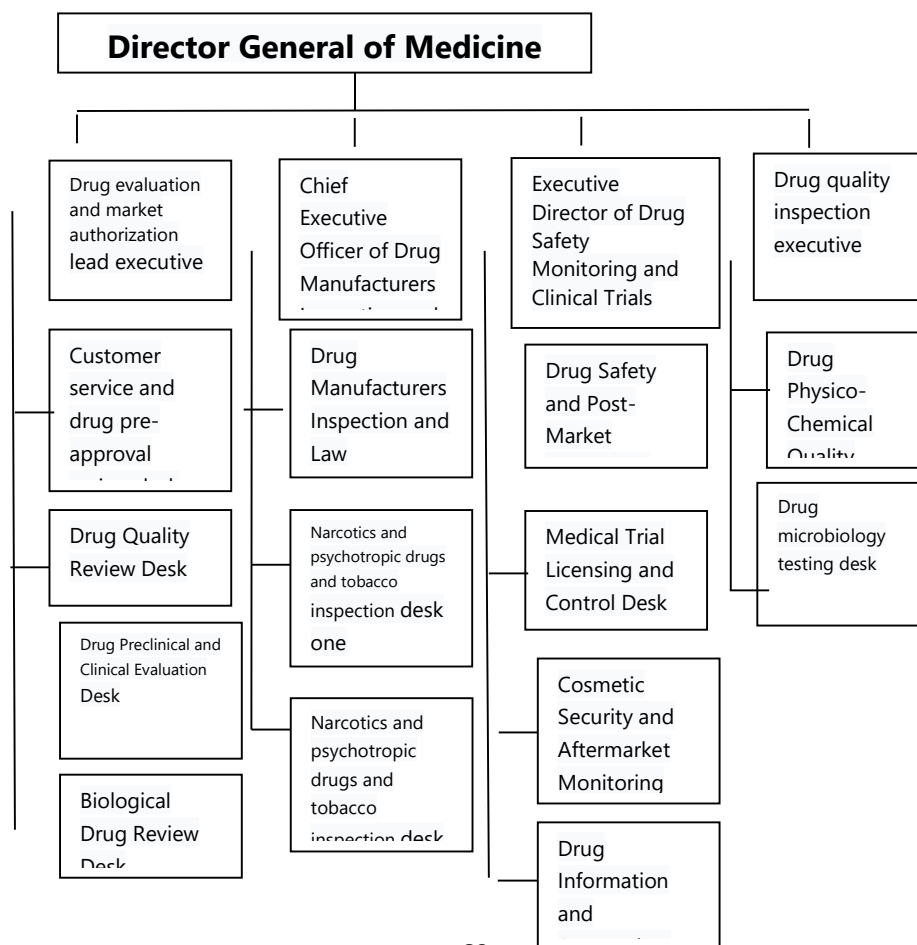 Director General of Medicine
Drug evaluation
and market
authorization
lead executive
Customer
service and
drug pre-
approval
Drug Quality
Review Desk
Drug Preclinical and
Clinical Evaluation
Desk
Biological
Drug Review
Desk
Chief
Executive
Officer of Drug
Manufacturers
Drug
Manufacturers
Inspection and
Law
Narcotics and
psychotropic drugs
and tobacco
inspection desk
one
Narcotics and
psychotropic
drugs and
tobacco
inspection desk
Executive
Director of Drug
Safety
Monitoring and
Clinical Trials
Drug Safety
and Post-
Market
Medical Trial
Licensing and
Control Desk
Cosmetic
Security and
Aftermarket
Monitoring
Drug
Information
and
Drug quality
inspection
executive
Drug
Physico-
Chemical
Quality
Drug
microbiology
testing desk